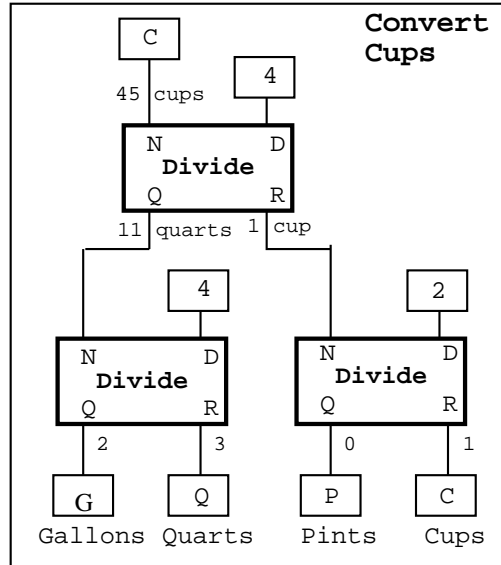 Convert
Cups
C
4
45 cups
N D
Divide
Q R
11 quarts 1 cup
4 2
N D N D
Divide Divide
Q R Q R
2 3 0 1
G Q P C
Gallons Quarts Pints Cups